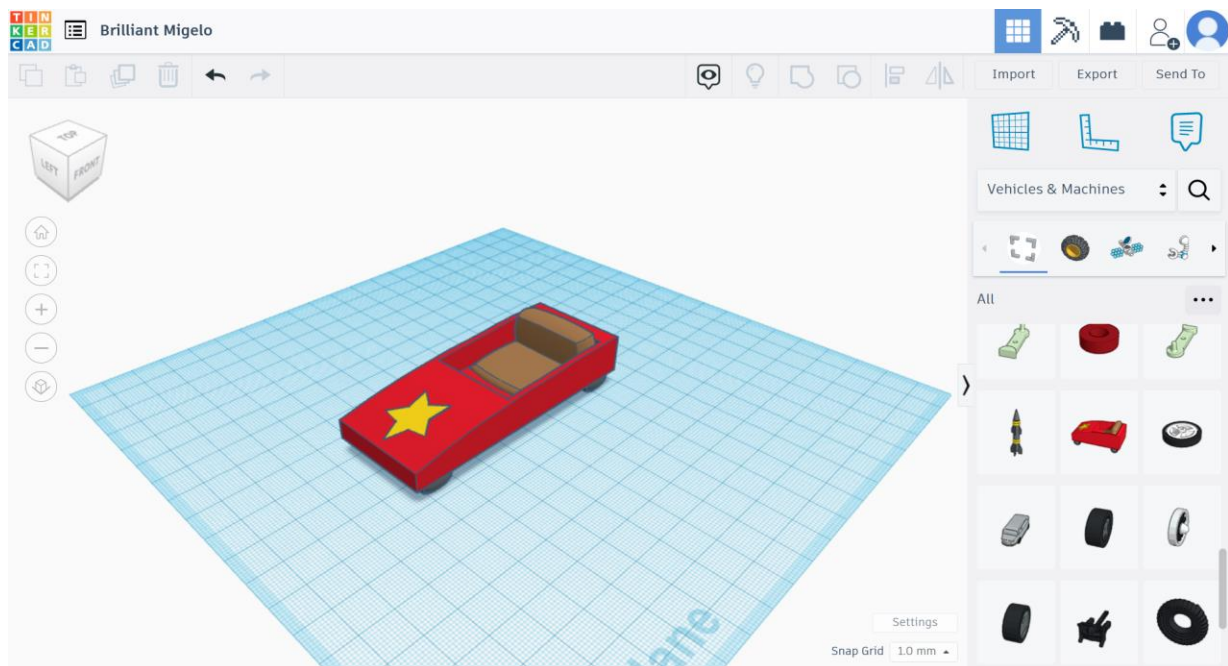 TIN
KER
CAD
Brilliant Migelo
Import
Export
Send To
TOP
LEFT
FRONT
Vehicles & Machines
All
Settings
Snap Grid 1.0 mm